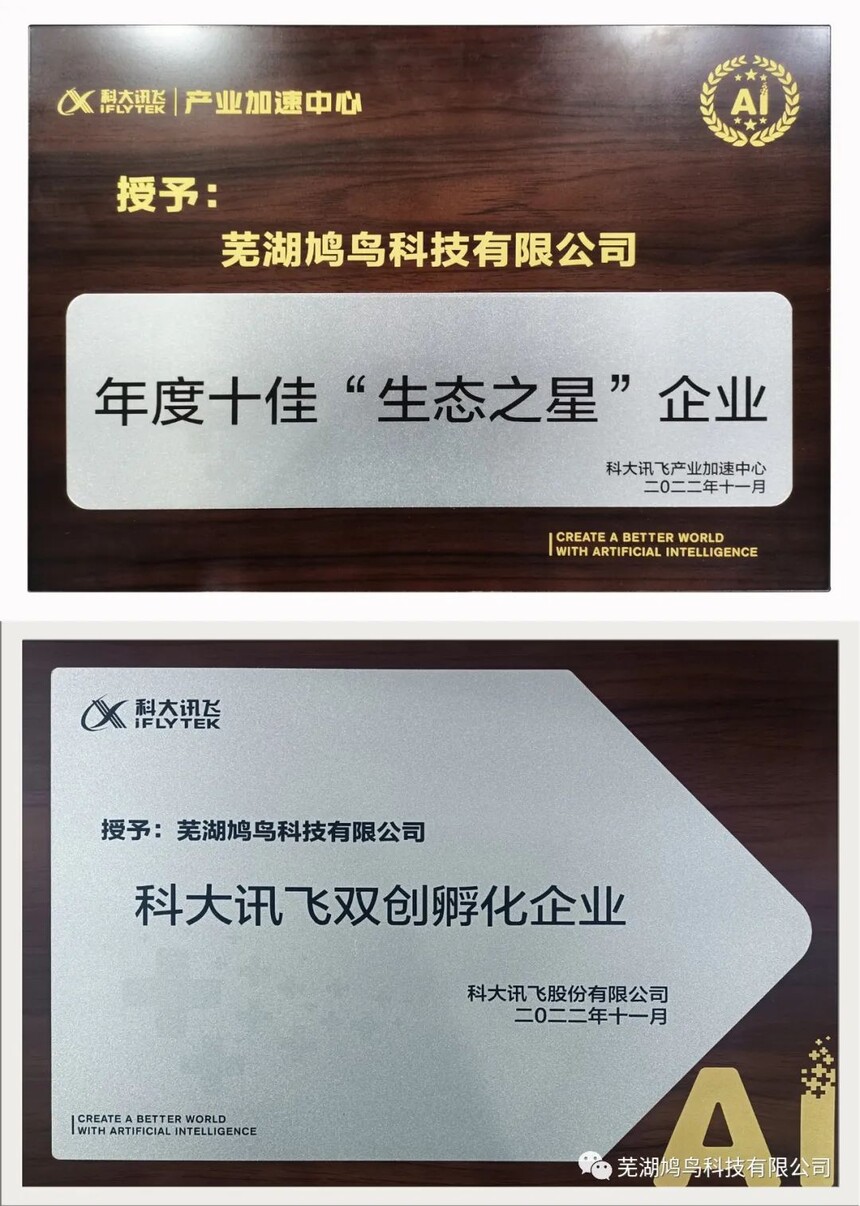 科大讯飞
iFLYTEK
产业加速中心
AI
授予：
芜湖鸠鸟科技有限公司
年度十佳“生态之星”企业
科大讯飞产业加速中心
二0二二年十一月
CREATE A BETTER WORLD
WITH ARTIFICIAL INTELLIGENCE
科大讯飞
iFLYTEK
授予：芜湖鸠鸟科技有限公司
科大讯飞双创孵化企业
科大讯飞股份有限公司
二0二二年十一月
CREATE A BETTER WORLD
WITH ARTIFICIAL INTELLIGENCE
AI
芜湖鸠鸟科技有限公司